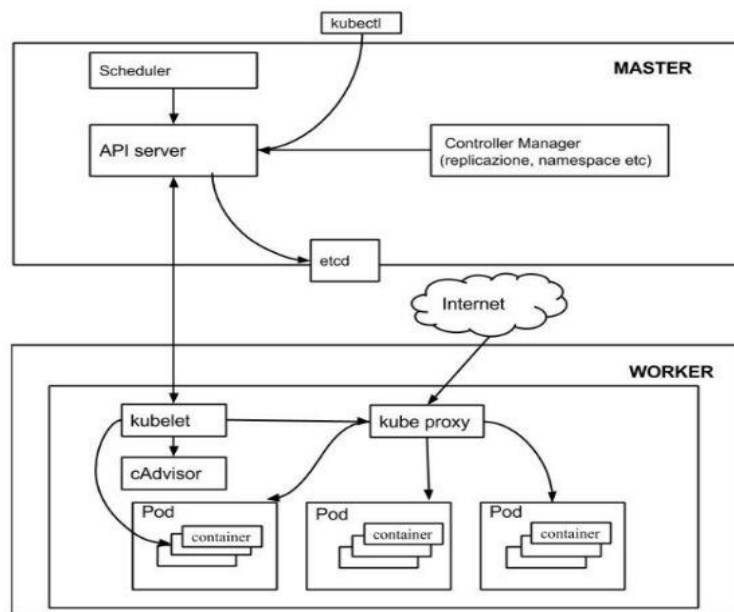 kubectl
MASTER
Scheduler
API server
Controller Manager
(replicazione, namespace etc)
etcd
Internet
WORKER
kubelet
kube proxy
cAdvisor
Pod
container
Pod
container
Pod
container